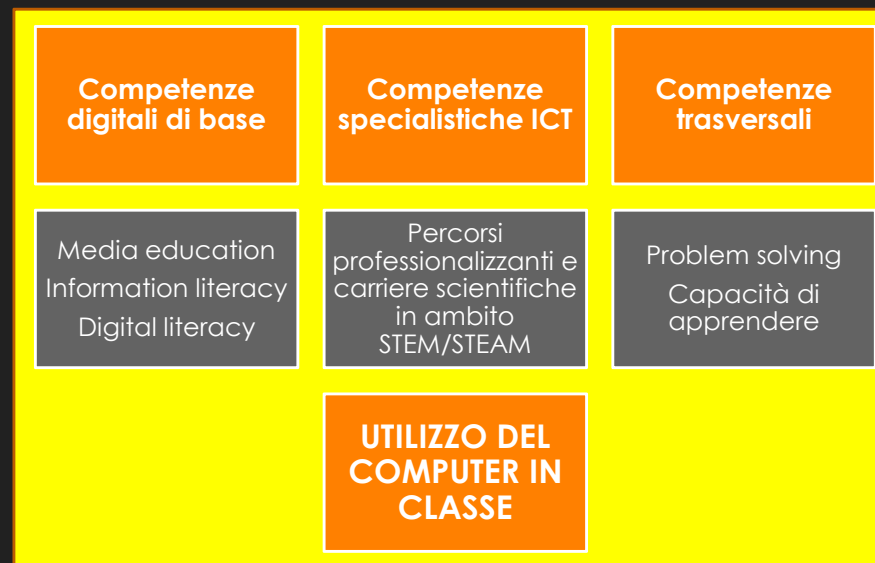 Competenze
digitali di base
Competenze
specialistiche ICT
Competenze
trasversali
Media education
Information literacy
Digital literacy
Percorsi
professionalizzanti e
carriere scientifiche
in ambito
STEM/STEAM
Problem solving
Capacità di
apprendere
UTILIZZO DEL
COMPUTER IN
CLASSE